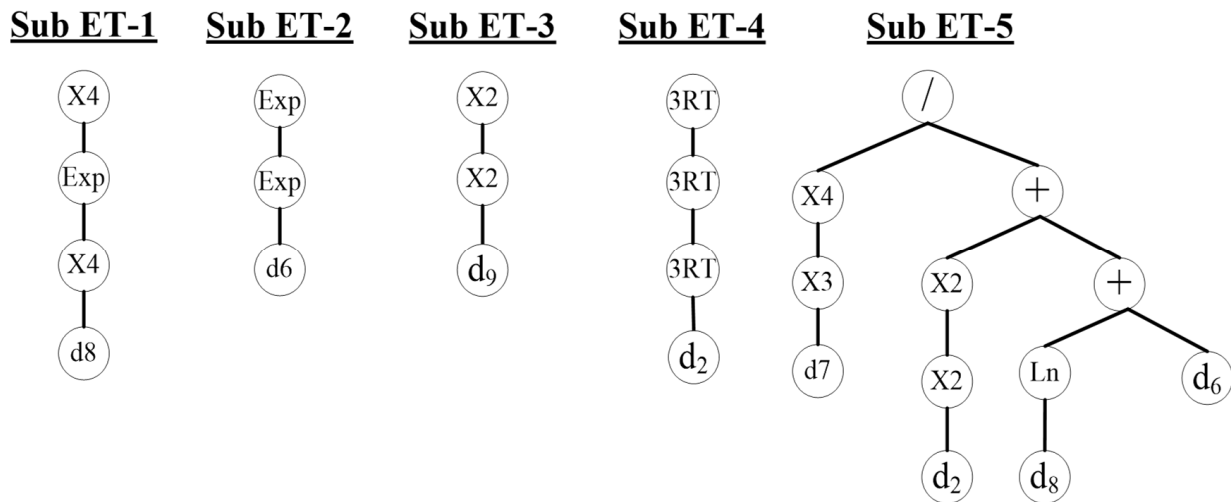 Sub ET-1 Sub ET-2 Sub ET-3 Sub ET-4 Sub ET-5
X4 Exp X2 3RT /
Exp Exp X2 3RT X4 +
X4 d6 d9 3RT X3 X2 +
d8 d2 d7 X2 Ln d6
d2 d8